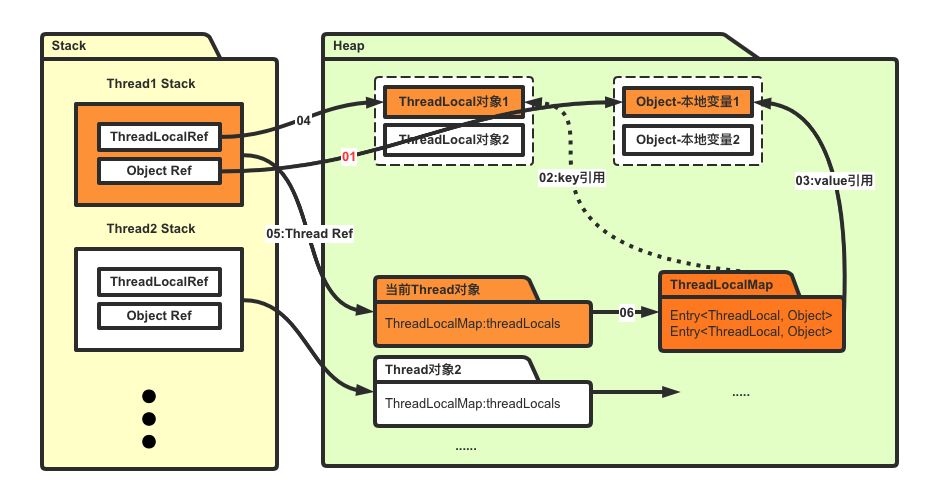 Stack
Thread1 Stack
ThreadLocalRef
Object Ref
Thread2 Stack
ThreadLocalRef
Object Ref
Heap
ThreadLocal对象1
ThreadLocal对象2
Object-本地变量1
Object-本地变量2
04
01
02:key引用
03:value引用
05:Thread Ref
当前Thread对象
ThreadLocalMap:threadLocals
06
ThreadLocalMap
Entry<ThreadLocal, Object>
Entry<ThreadLocal, Object>
Thread对象2
ThreadLocalMap:threadLocals
.....
......